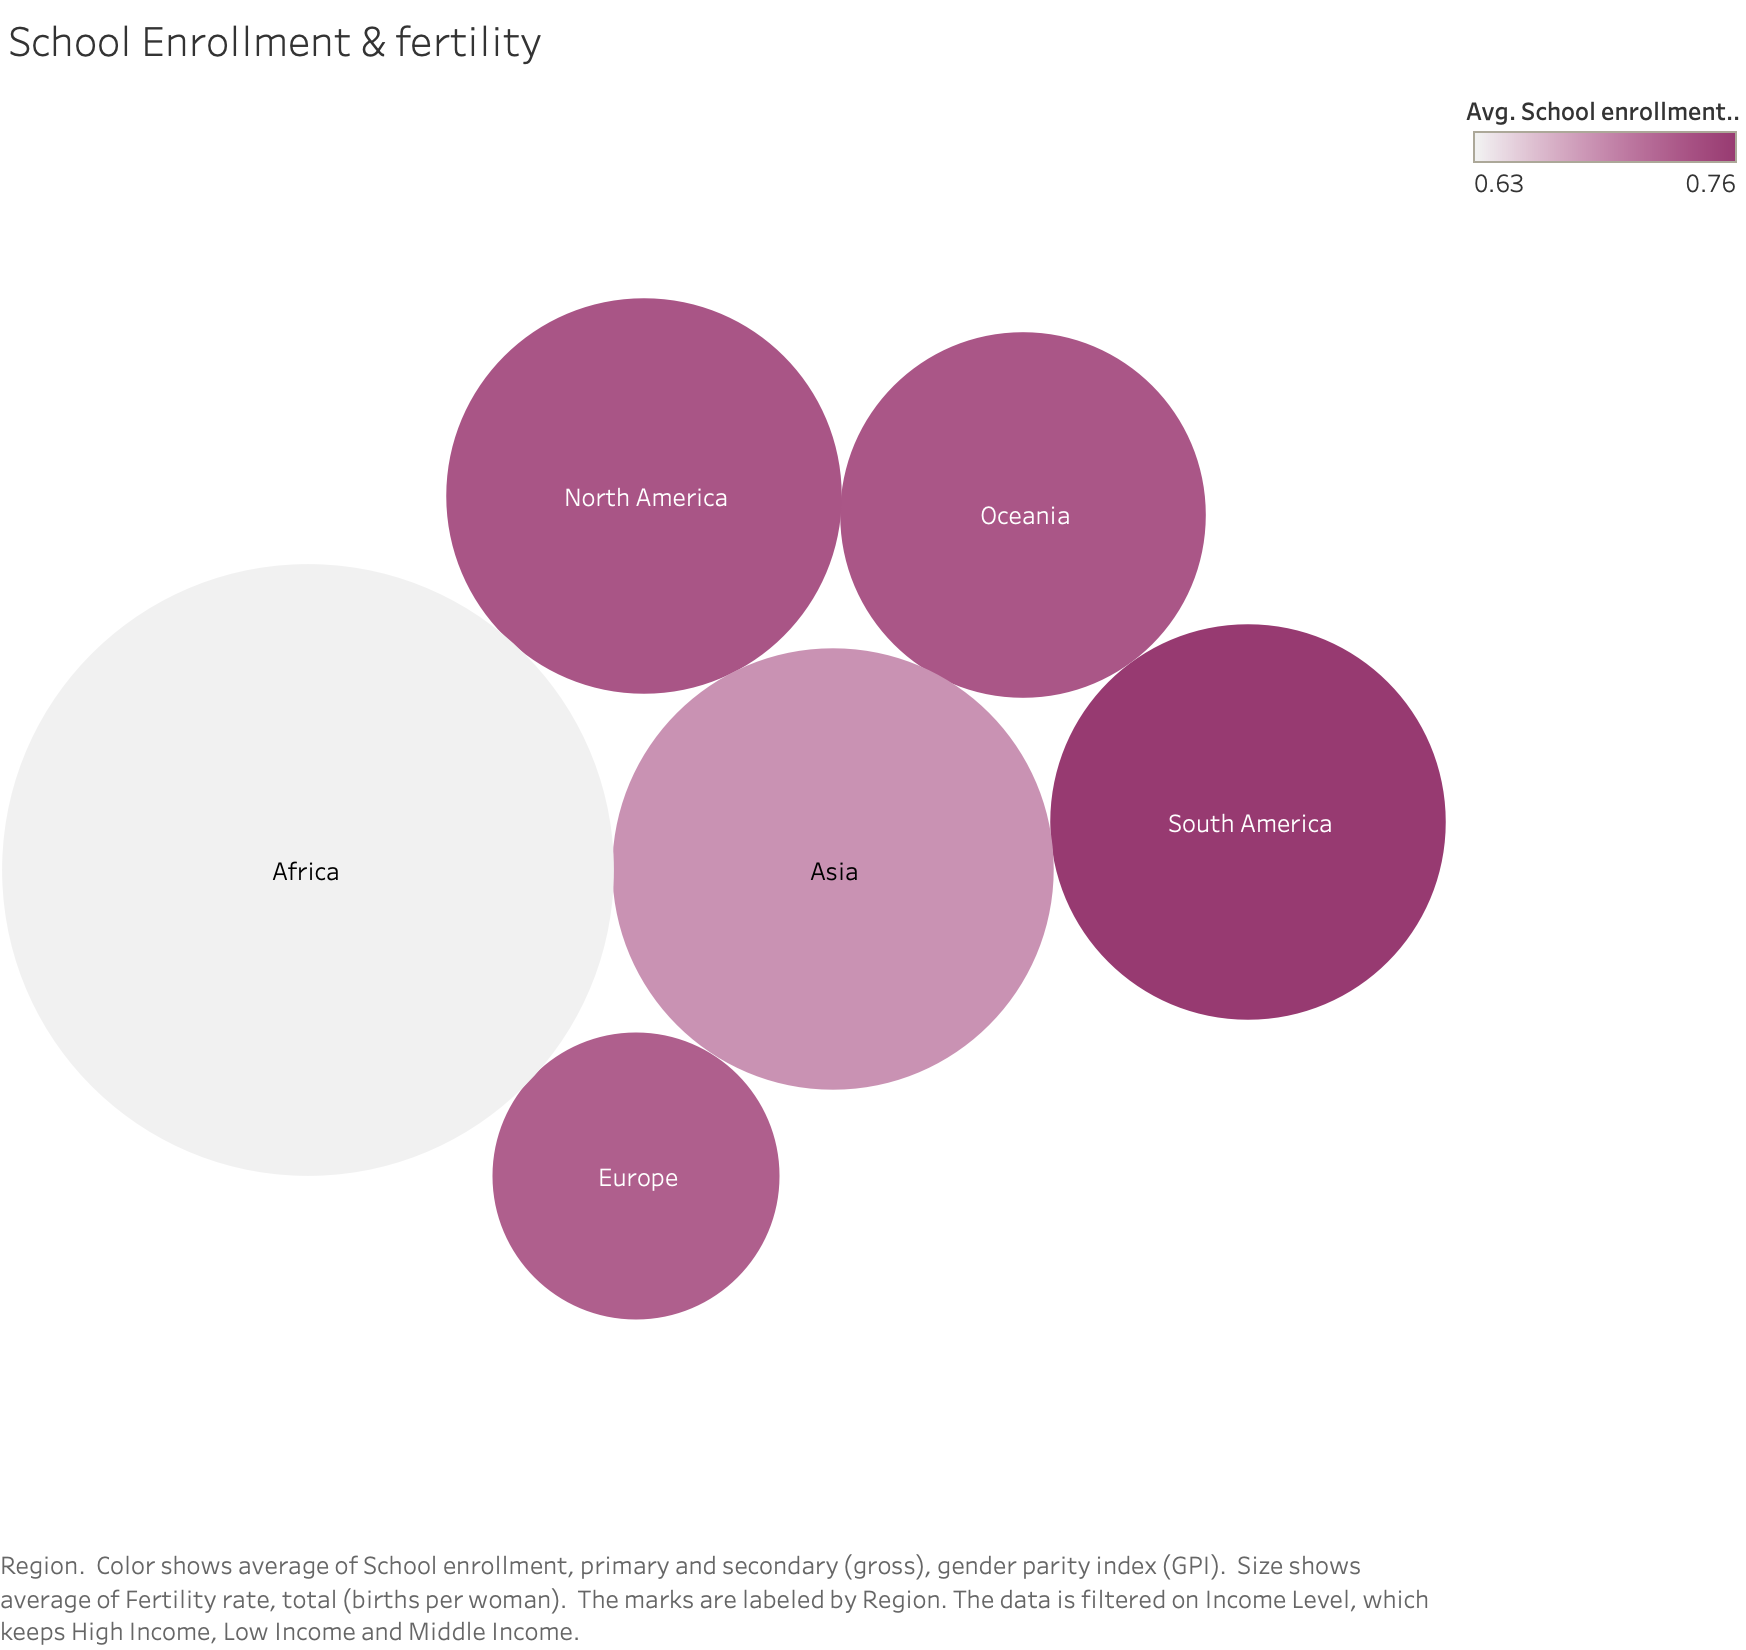 School Enrollment & fertility
Avg. School enrollment..
0.63 0.76
North America
Oceania
South America
Africa
Asia
Europe
Region.  Color shows average of School enrollment, primary and secondary (gross), gender parity index (GPI).  Size shows
average of Fertility rate, total (births per woman).  The marks are labeled by Region. The data is filtered on Income Level, which
keeps High Income, Low Income and Middle Income.